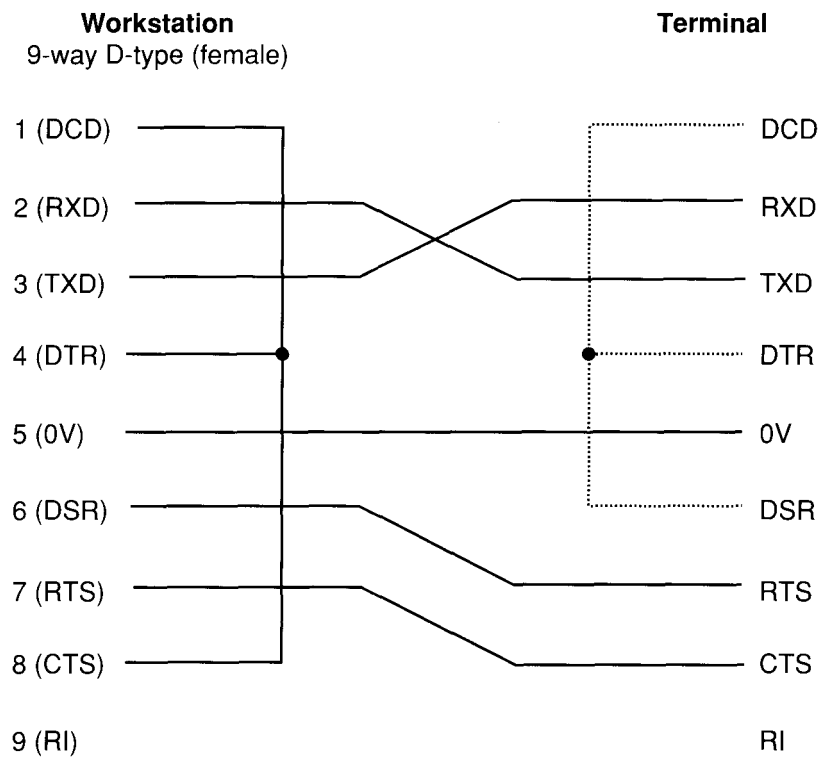 Workstation Terminal
9-way D-type (female)
1 (DCD) DCD
2 (RXD) RXD
3 (TXD) TXD
4 (DTR) DTR
5 (0V) 0V
6 (DSR) DSR
7 (RTS) RTS
8 (CTS) CTS
9 (RI) RI